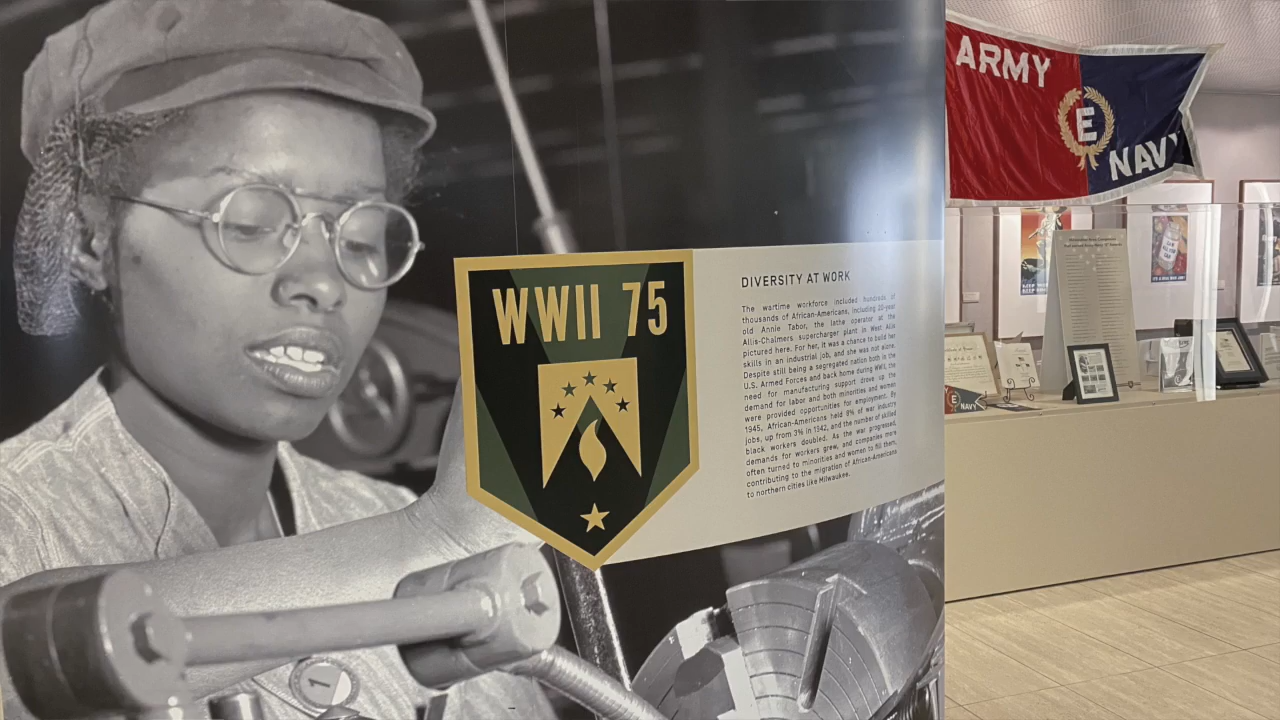 ARMY
E
NAVY
WWII 75
DIVERSITY AT WORK
The wartime workforce included hundreds of
thousands of African-Americans, including 20-year
old Annie Tabor, the lathe operator at the
Allis-Chalmers supercharger plant in West Allis
pictured here. For her, it was a chance to build her
skills in an industrial job, and she was not alone.
Despite still being a segregated nation both in the
U.S. Armed Forces and back home during WWII, the
need for manufacturing support drove up the
demand for labor and both minorities and women
were provided opportunities for employment. By
1945, African-Americans held 8% of war industry
jobs, up from 3% in 1942, and the number of skilled
black workers doubled. As the war progressed,
demands for workers grew, and companies more
often turned to minorities and women to fill them,
contributing to the migration of African-Americans
to northern cities like Milwaukee.
E
NAVY
1